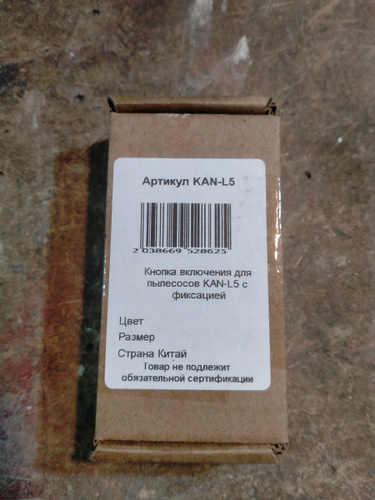 Артикул KAN-L5
2 038669 528625
Кнопка включения для
пылесосов KAN-L5 с
фиксацией
Цвет
Размер
Страна Китай
Товар не подлежит
обязательной сертификации